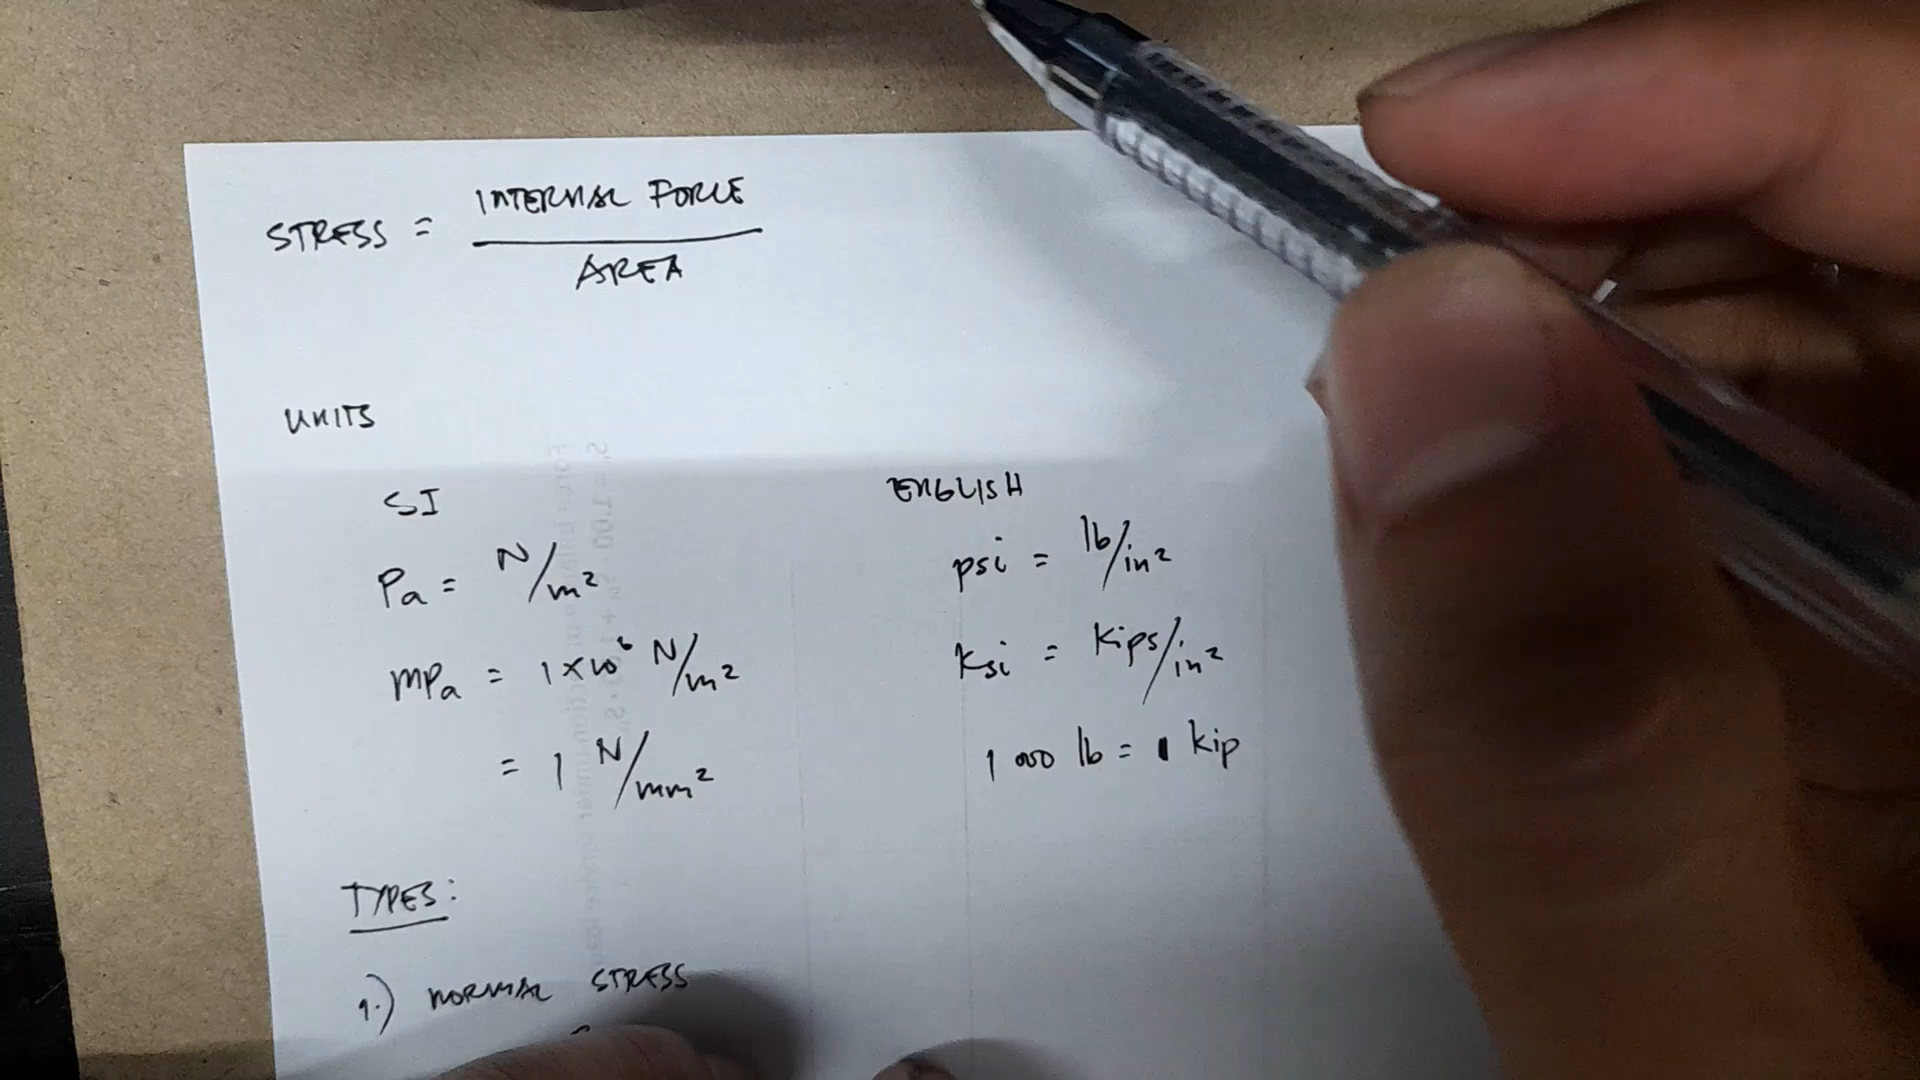 STRESS = INTERNAL FORCE / AREA
UNITS
SI
Pa = N/m²
MPa = 1×10⁶ N/m²
= 1 N/mm²
ENGLISH
psi = lb/in²
ksi = kips/in²
1 000 lb = 1 kip
TYPES:
1.) NORMAL STRESS